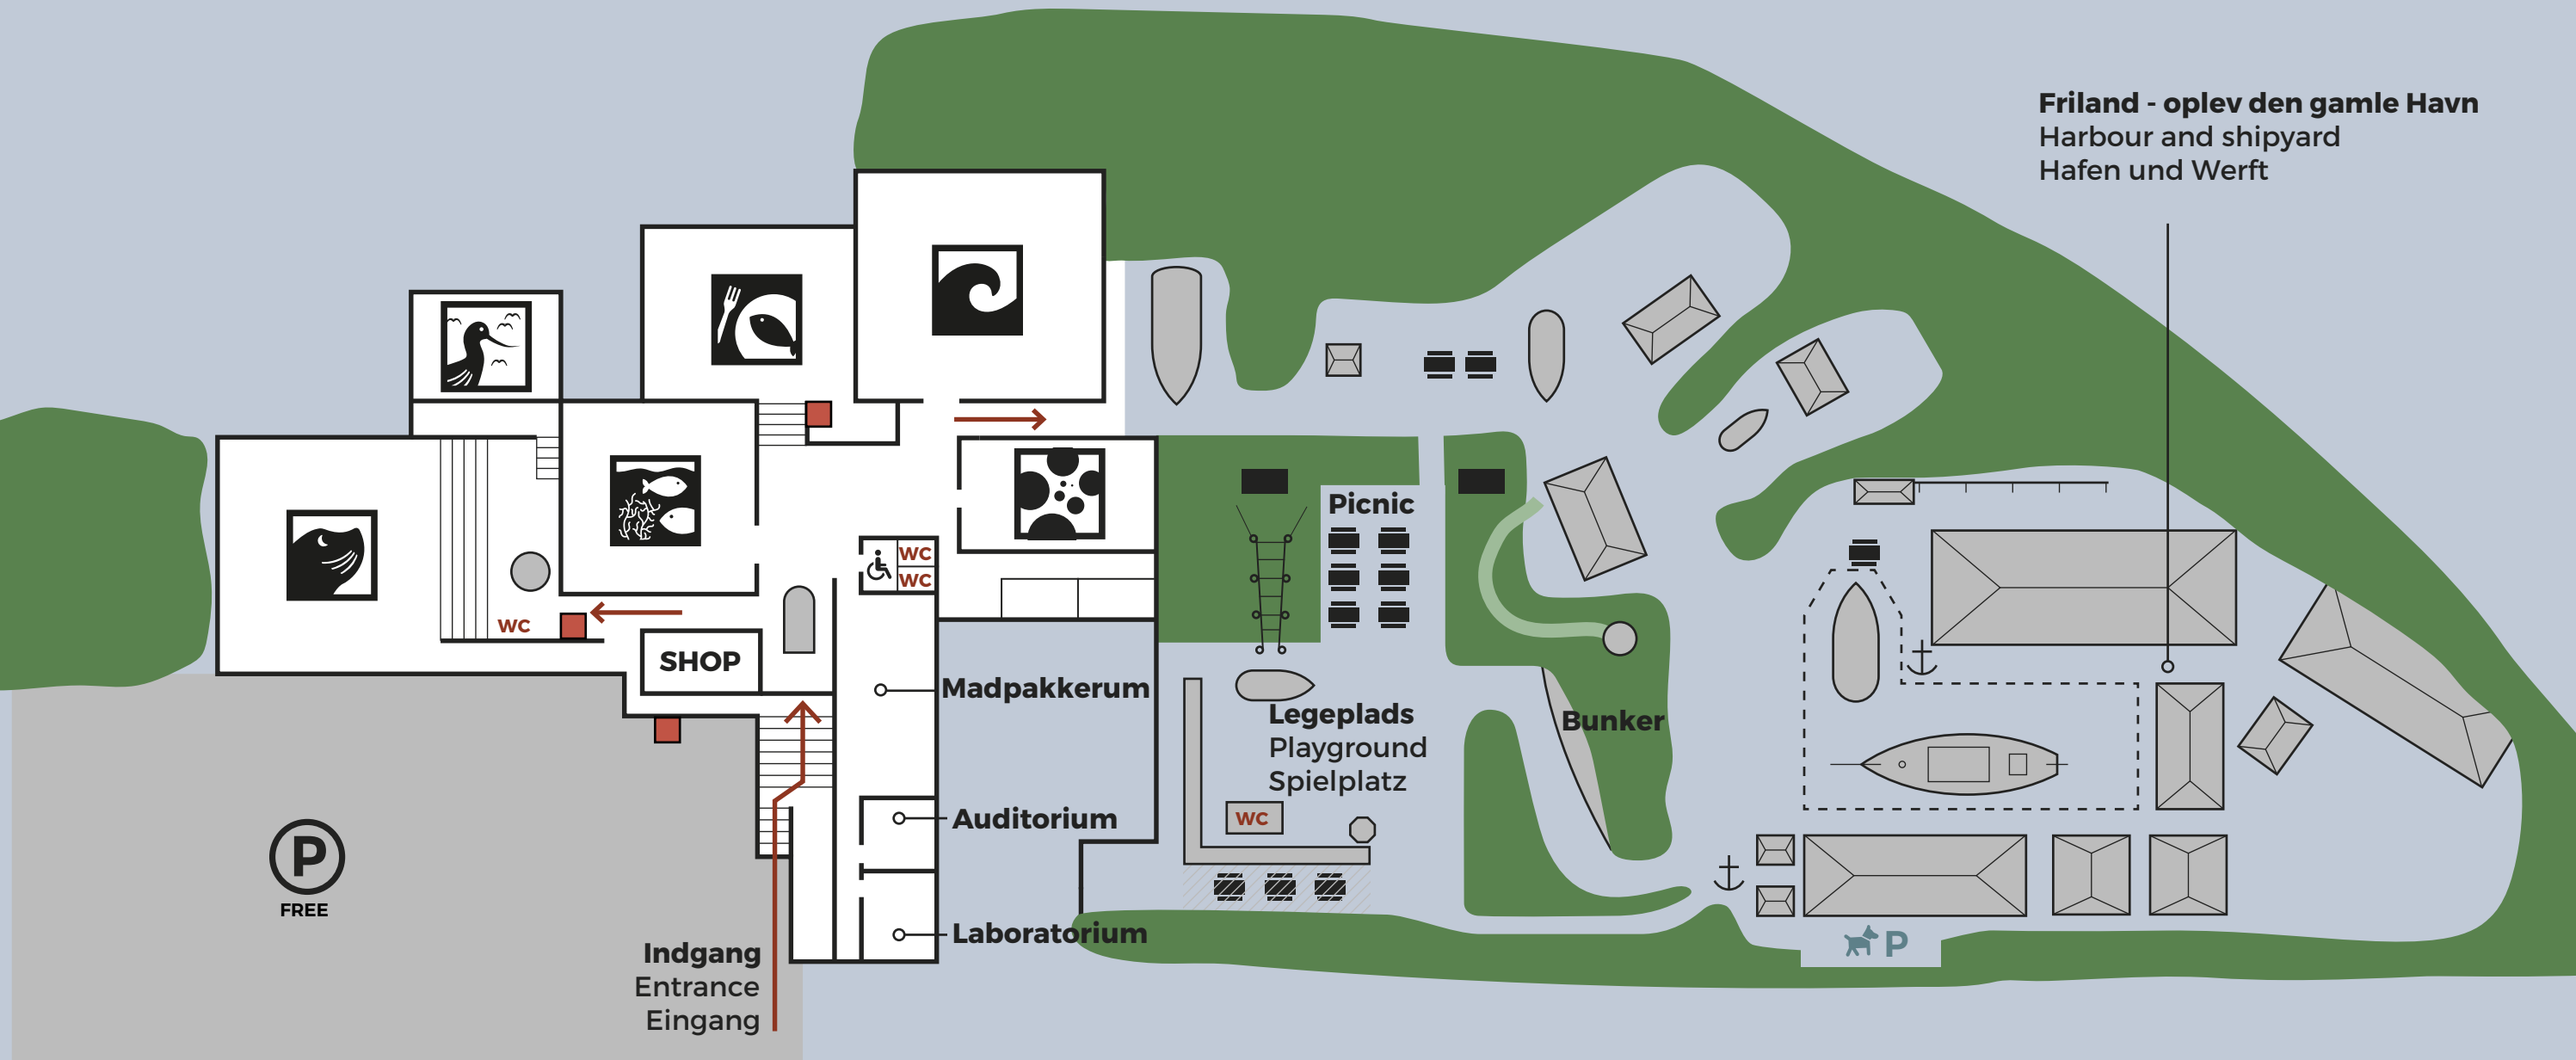 Friland - oplev den gamle Havn
Harbour and shipyard
Hafen und Werft
Picnic
WC
WC
WC
SHOP
Madpakkerum
Legeplads
Playground
Spielplatz
Bunker
WC
Auditorium
P
FREE
Laboratorium
P
Indgang
Entrance
Eingang